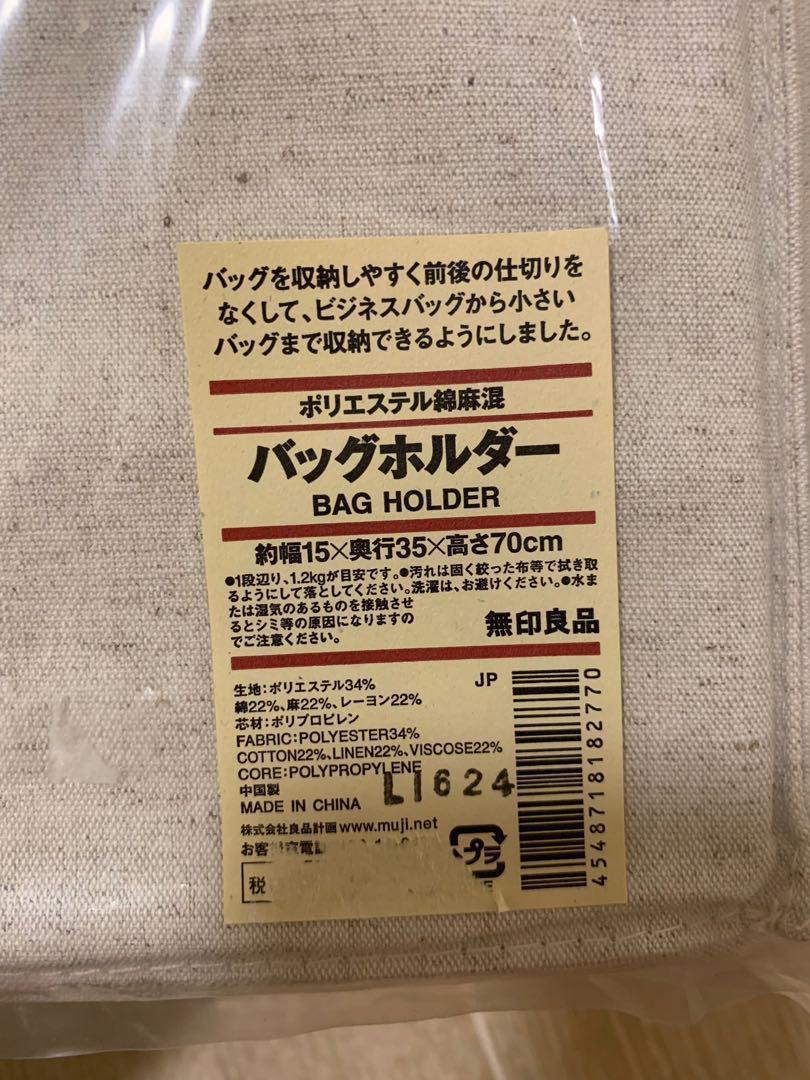 バッグを収納しやすく前後の仕切りを
なくして、ビジネスバッグから小さい
バッグまで収納できるようにしました。
ポリエステル綿麻混
バッグホルダー
BAG HOLDER
約幅15×奥行35×高さ70cm
●1段辺り、1.2kgが目安です。●汚れは固く絞った布等で拭き取
るようにして落としてください。洗濯は、お避けください。●水ま
たは湿気のあるものを接触させ
るとシミ等の原因になりますの
でご注意ください。
無印良品
生地:ポリエステル34%
綿22%、麻22%、レーヨン22%
芯材:ポリプロピレン
FABRIC:POLYESTER34%
COTTON22%、LINEN22%、VISCOSE22%
CORE:POLYPROPYLENE
中国製
MADE IN CHINA
L1624
株式会社良品計画 www.muji.net
お客
税
プラ
JP
4548718182770